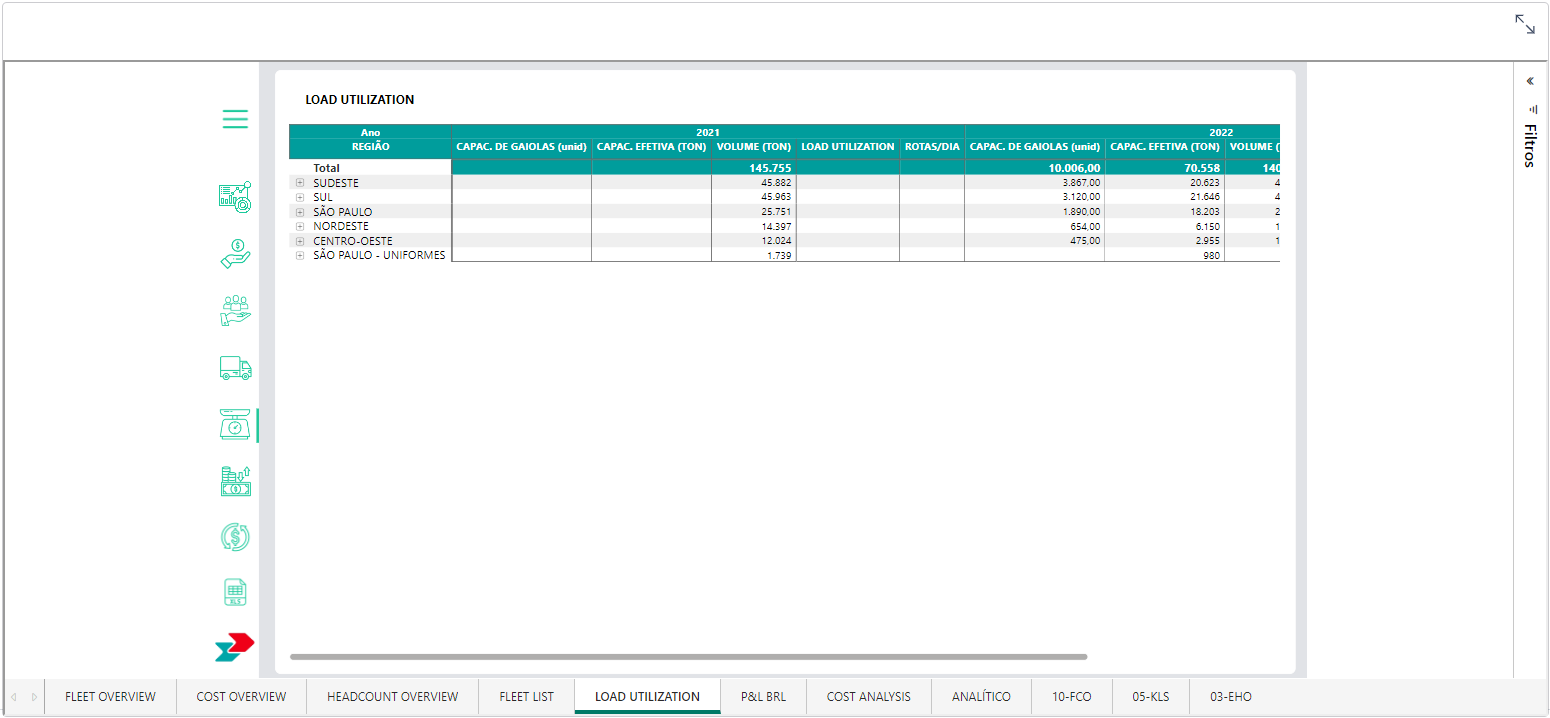 LOAD UTILIZATION
Ano 2021 2022
REGIÃO CAPAC. DE GAIOLAS (unid) CAPAC. EFETIVA (TON) VOLUME (TON) LOAD UTILIZATION ROTAS/DIA CAPAC. DE GAIOLAS (unid) CAPAC. EFETIVA (TON) VOLUME (
Total 145.755 10.006,00 70.558 140
SUDESTE 45.882 3.867,00 20.623 4
SUL 45.963 3.120,00 21.646 4
SÃO PAULO 25.751 1.890,00 18.203 2
NORDESTE 14.397 654,00 6.150 1
CENTRO-OESTE 12.024 475,00 2.955 1
SÃO PAULO - UNIFORMES 1.739 980
Filtros
XLS
FLEET OVERVIEW COST OVERVIEW HEADCOUNT OVERVIEW FLEET LIST LOAD UTILIZATION P&L BRL COST ANALYSIS ANALÍTICO 10-FCO 05-KLS 03-EHO